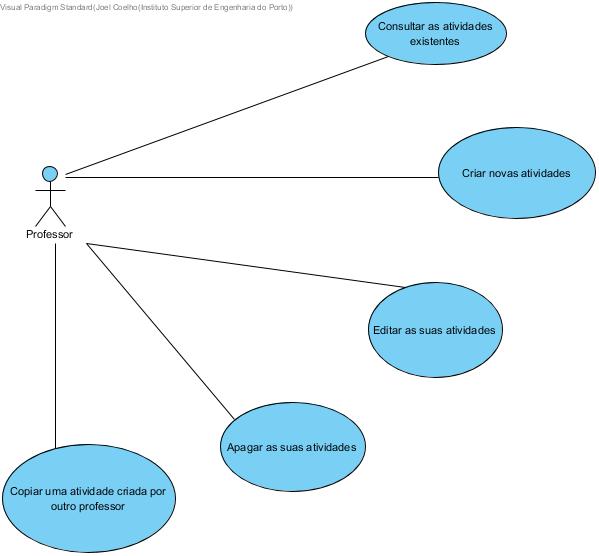 Visual Paradigm Standard(Joel Coelho(Instituto Superior de Engenharia do Porto))
Consultar as atividades
existentes
Criar novas atividades
Professor
Editar as suas atividades
Apagar as suas atividades
Copiar uma atividade criada por
outro professor